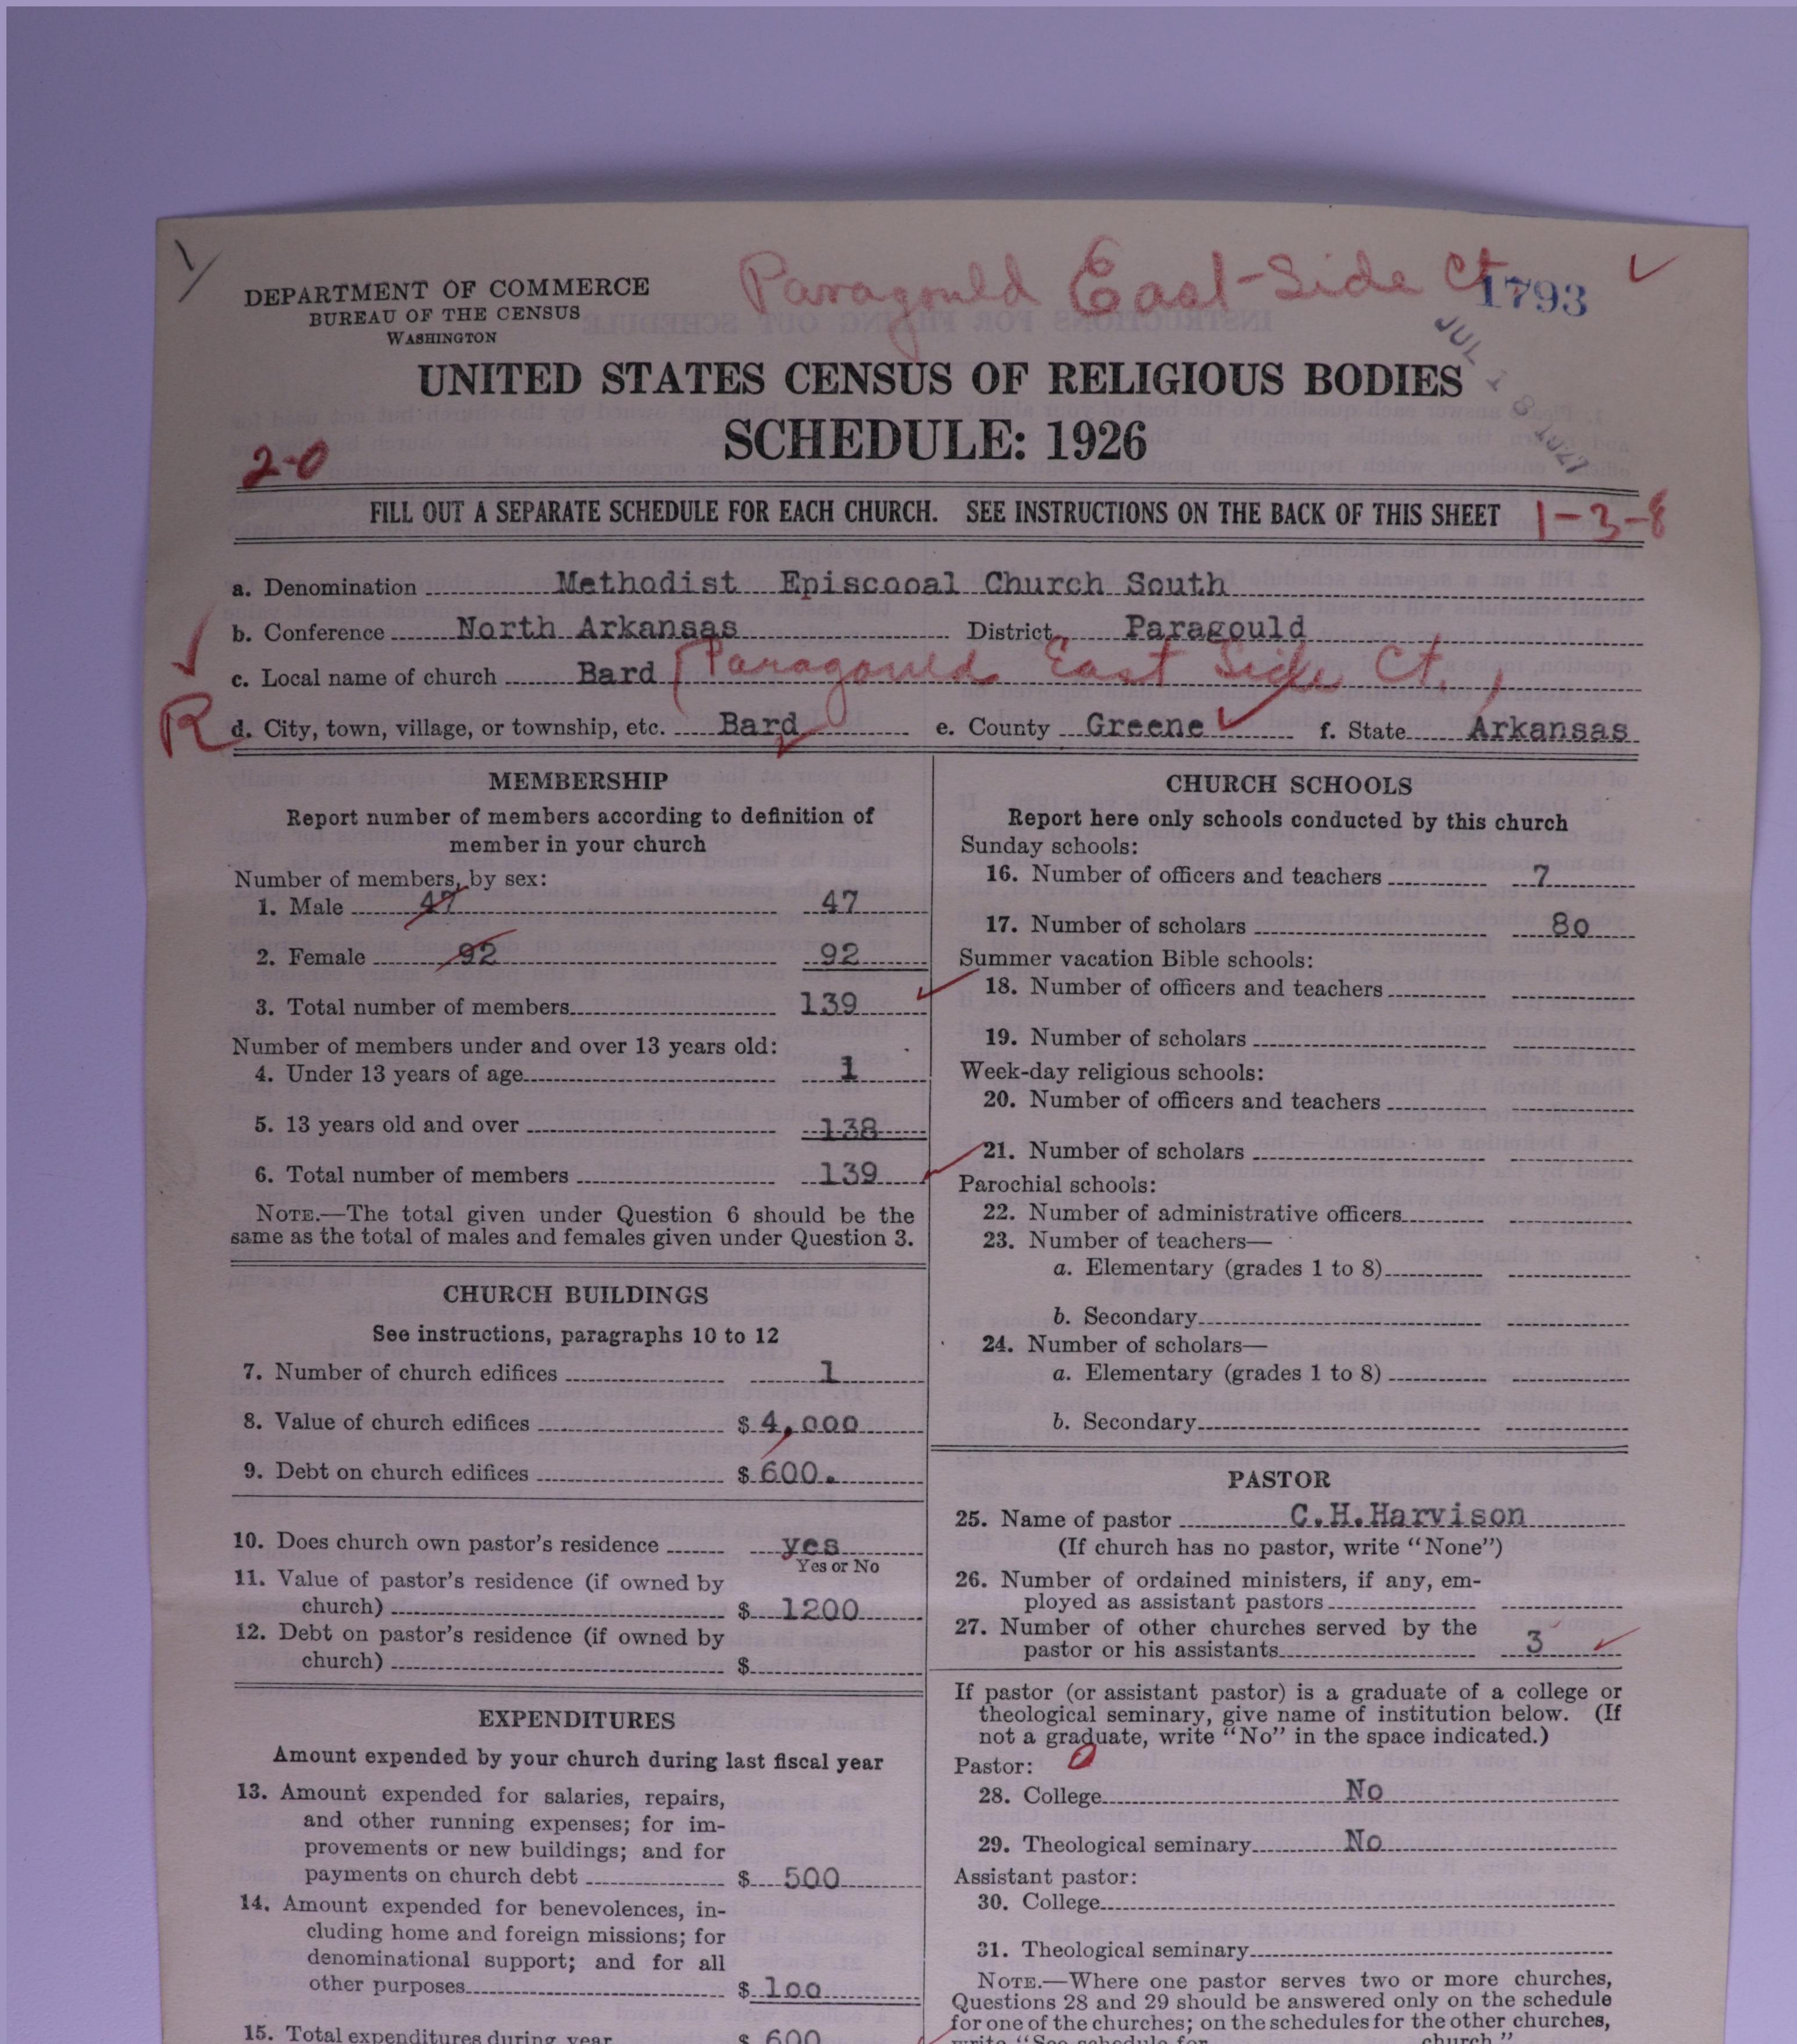 Paragould East-Side Ct.
1793
DEPARTMENT OF COMMERCE
BUREAU OF THE CENSUS
WASHINGTON
JUL 18 1927
UNITED STATES CENSUS OF RELIGIOUS BODIES
SCHEDULE: 1926
2-0
FILL OUT A SEPARATE SCHEDULE FOR EACH CHURCH. SEE INSTRUCTIONS ON THE BACK OF THIS SHEET
1-3-8
a. Denomination Methodist Episcooal Church South
b. Conference North Arkansas District Paragould
c. Local name of church Bard (Paragould East Side Ct.)
R
d. City, town, village, or township, etc. Bard e. County Greene f. State Arkansas
MEMBERSHIP
Report number of members according to definition of
member in your church
Number of members, by sex:
1. Male 47 47
2. Female 92 92
3. Total number of members 139
Number of members under and over 13 years old:
4. Under 13 years of age 1
5. 13 years old and over 138
6. Total number of members 139
NOTE.—The total given under Question 6 should be the
same as the total of males and females given under Question 3.
CHURCH BUILDINGS
See instructions, paragraphs 10 to 12
7. Number of church edifices 1
8. Value of church edifices $ 4,000
9. Debt on church edifices $ 600.
10. Does church own pastor's residence yes
Yes or No
11. Value of pastor's residence (if owned by
church) $ 1200
12. Debt on pastor's residence (if owned by
church) $
EXPENDITURES
Amount expended by your church during last fiscal year
13. Amount expended for salaries, repairs,
and other running expenses; for im-
provements or new buildings; and for
payments on church debt $ 500
14. Amount expended for benevolences, in-
cluding home and foreign missions; for
denominational support; and for all
other purposes $ 100
15. Total expenditures during year $ 600
CHURCH SCHOOLS
Report here only schools conducted by this church
Sunday schools:
16. Number of officers and teachers 7
17. Number of scholars 80
Summer vacation Bible schools:
18. Number of officers and teachers
19. Number of scholars
Week-day religious schools:
20. Number of officers and teachers
21. Number of scholars
Parochial schools:
22. Number of administrative officers
23. Number of teachers—
a. Elementary (grades 1 to 8)
b. Secondary
24. Number of scholars—
a. Elementary (grades 1 to 8)
b. Secondary
PASTOR
25. Name of pastor C.H.Harvison
(If church has no pastor, write "None")
26. Number of ordained ministers, if any, em-
ployed as assistant pastors
27. Number of other churches served by the
pastor or his assistants 3
If pastor (or assistant pastor) is a graduate of a college or
theological seminary, give name of institution below. (If
not a graduate, write "No" in the space indicated.)
Pastor: 0
28. College No
29. Theological seminary No
Assistant pastor:
30. College
31. Theological seminary
NOTE.—Where one pastor serves two or more churches,
Questions 28 and 29 should be answered only on the schedule
for one of the churches; on the schedules for the other churches,
write "See schedule for church."